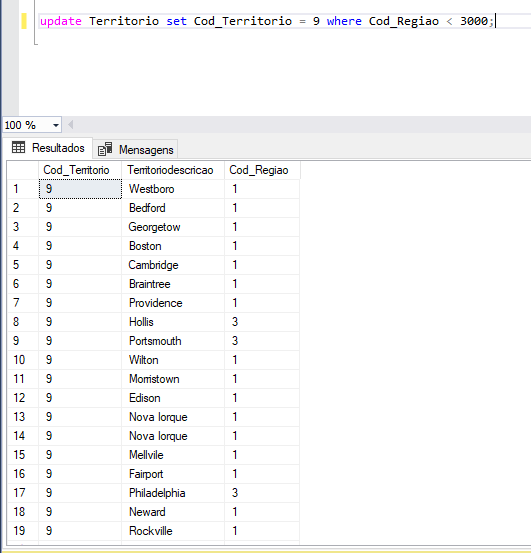 update Territorio set Cod_Territorio = 9 where Cod_Regiao < 3000;
100 %
Resultados Mensagens
Cod_Territorio Territoriodescricao Cod_Regiao
1 9 Westboro 1
2 9 Bedford 1
3 9 Georgetow 1
4 9 Boston 1
5 9 Cambridge 1
6 9 Braintree 1
7 9 Providence 1
8 9 Hollis 3
9 9 Portsmouth 3
10 9 Wilton 1
11 9 Morristown 1
12 9 Edison 1
13 9 Nova Iorque 1
14 9 Nova Iorque 1
15 9 Mellvile 1
16 9 Fairport 1
17 9 Philadelphia 3
18 9 Neward 1
19 9 Rockville 1